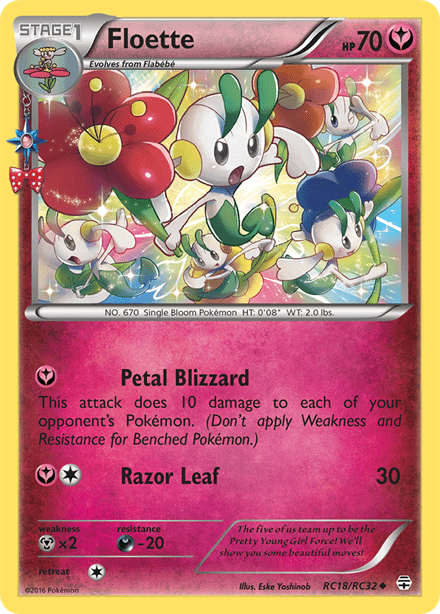 STAGE1
Floette
HP70
Evolves from Flabébé
NO. 670 Single Bloom Pokémon HT: 0'08" WT: 2.0 lbs.
Petal Blizzard
This attack does 10 damage to each of your
opponent's Pokémon. (Don't apply Weakness and
Resistance for Benched Pokémon.)
Razor Leaf 30
weakness resistance
×2 -20
retreat
The five of us team up to be the
Pretty Young Girl Force! We'll
show you some beautiful moves!
©2016 Pokémon
Illus. Eske Yoshinob
RC18/RC32